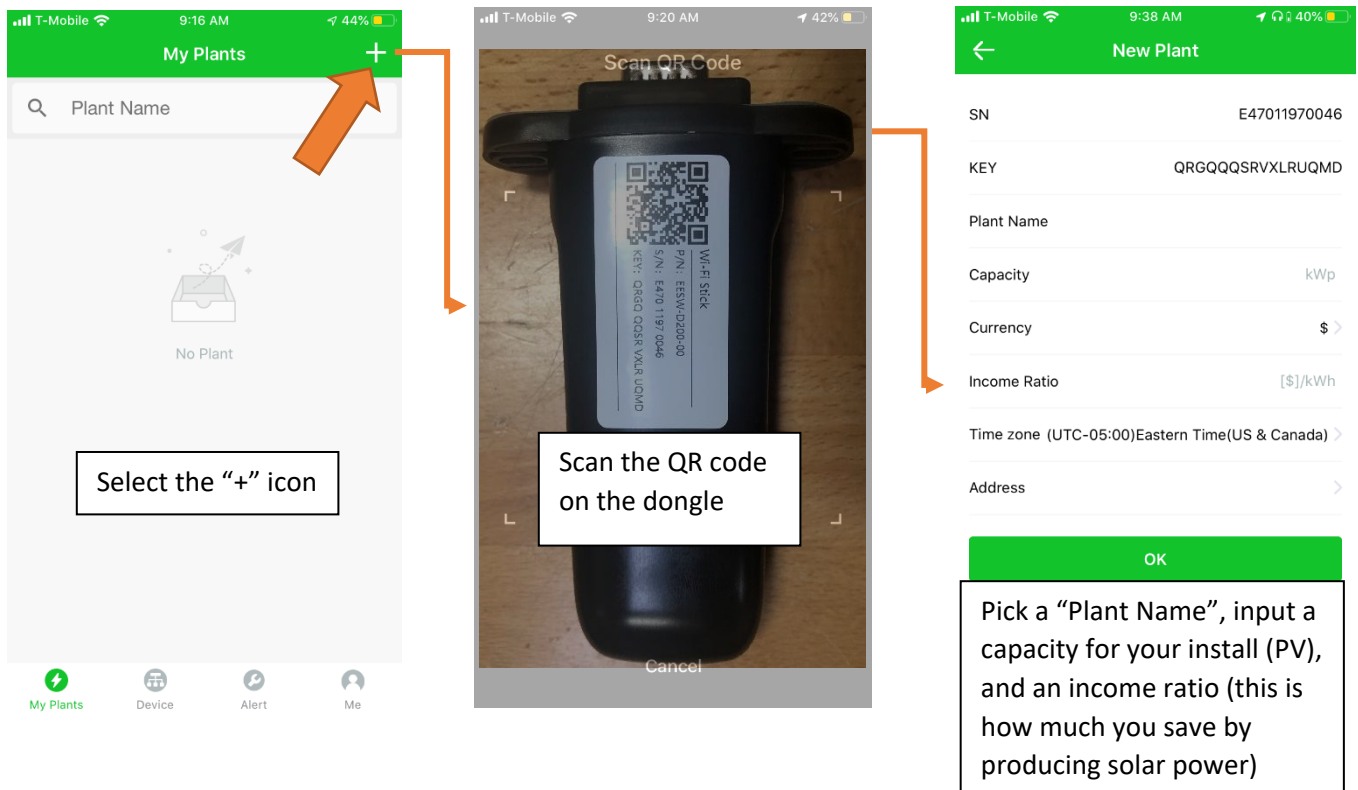 T-Mobile 9:16 AM 44%
My Plants +
Plant Name
No Plant
Select the “+” icon
My Plants Device Alert Me
T-Mobile 9:20 AM 42%
Scan QR Code
Wi-Fi Stick
P/N: EESW-D200-00
S/N: E470 1197 0046
KEY: QRGQ QQSR VXLR UQMD
Scan the QR code
on the dongle
Cancel
T-Mobile 9:38 AM 40%
New Plant
SN E47011970046
KEY QRGQQQSRVXLRUQMD
Plant Name
Capacity kWp
Currency $
Income Ratio [$]/kWh
Time zone (UTC-05:00)Eastern Time(US & Canada)
Address
OK
Pick a “Plant Name”, input a
capacity for your install (PV),
and an income ratio (this is
how much you save by
producing solar power)